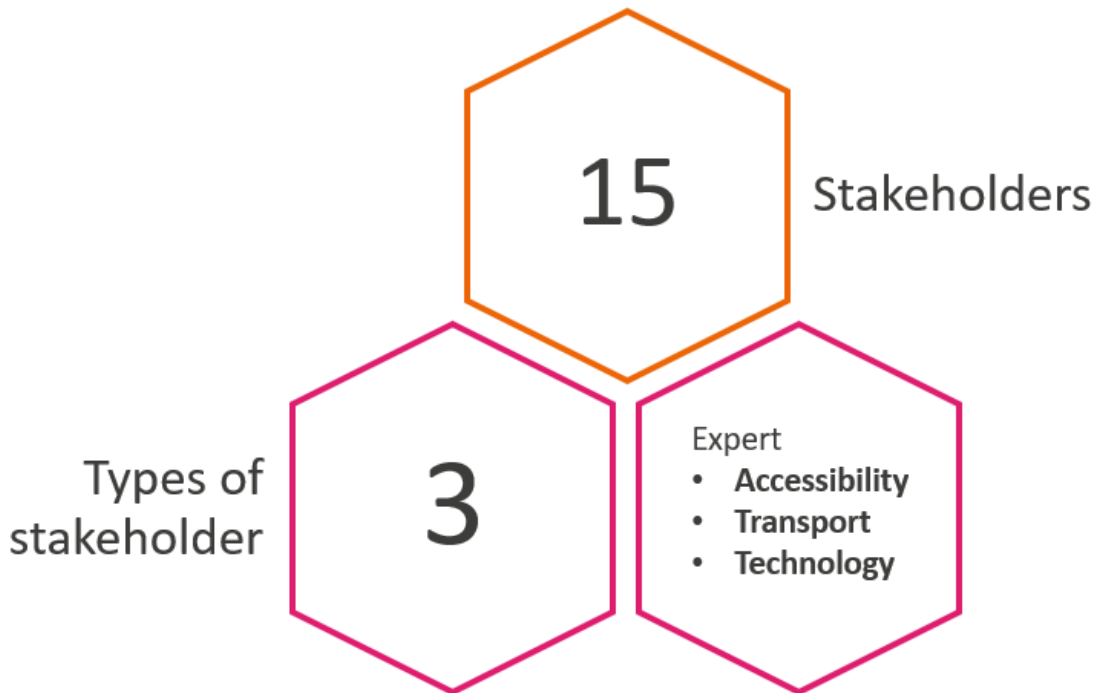 15
Stakeholders
Types of
stakeholder
3
Expert
• Accessibility
• Transport
• Technology